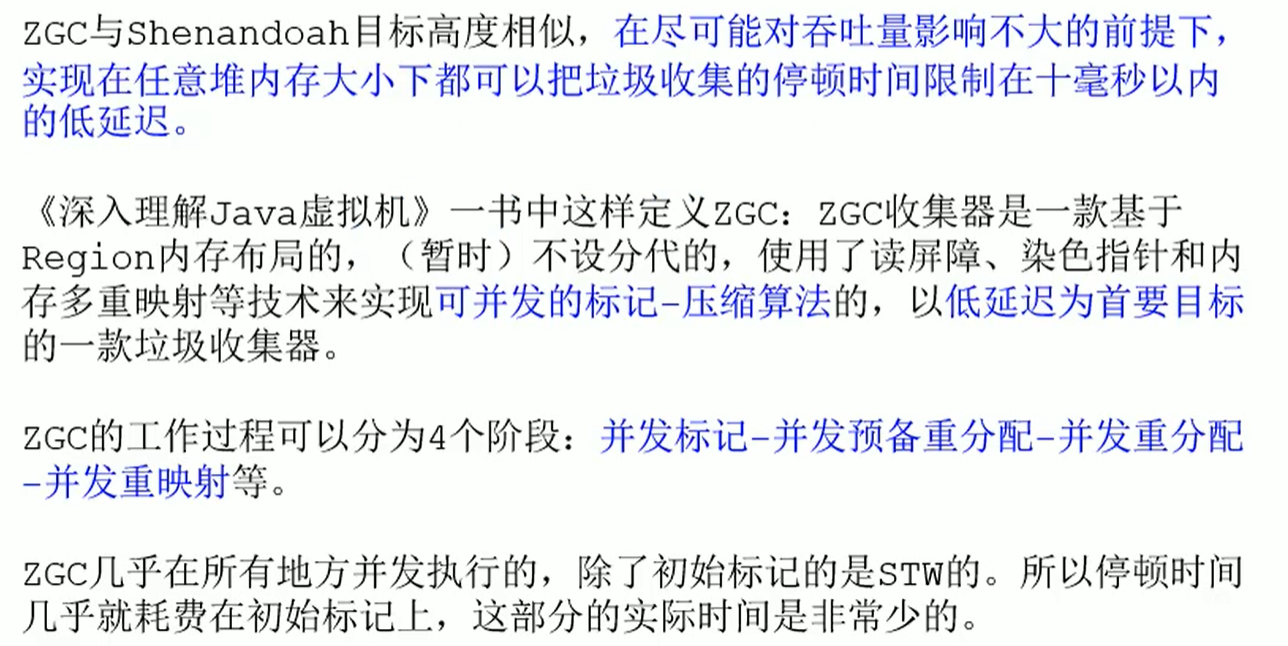 ZGC与Shenandoah目标高度相似，在尽可能对吞吐量影响不大的前提下，
实现在任意堆内存大小下都可以把垃圾收集的停顿时间限制在十毫秒以内
的低延迟。
《深入理解Java虚拟机》一书中这样定义ZGC：ZGC收集器是一款基于
Region内存布局的，（暂时）不设分代的，使用了读屏障、染色指针和内
存多重映射等技术来实现可并发的标记-压缩算法的，以低延迟为首要目标
的一款垃圾收集器。
ZGC的工作过程可以分为4个阶段：并发标记-并发预备重分配-并发重分配
-并发重映射等。
ZGC几乎在所有地方并发执行的，除了初始标记的是STW的。所以停顿时间
几乎就耗费在初始标记上，这部分的实际时间是非常少的。